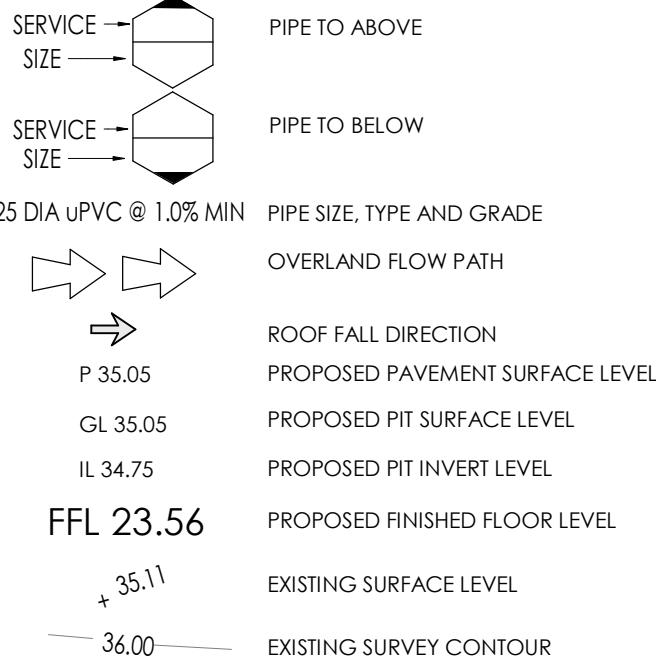 SERVICE PIPE TO ABOVE
SIZE
SERVICE PIPE TO BELOW
SIZE
25 DIA uPVC @ 1.0% MIN PIPE SIZE, TYPE AND GRADE
OVERLAND FLOW PATH
ROOF FALL DIRECTION
P 35.05 PROPOSED PAVEMENT SURFACE LEVEL
GL 35.05 PROPOSED PIT SURFACE LEVEL
IL 34.75 PROPOSED PIT INVERT LEVEL
FFL 23.56 PROPOSED FINISHED FLOOR LEVEL
+ 35.11 EXISTING SURFACE LEVEL
36.00 EXISTING SURVEY CONTOUR